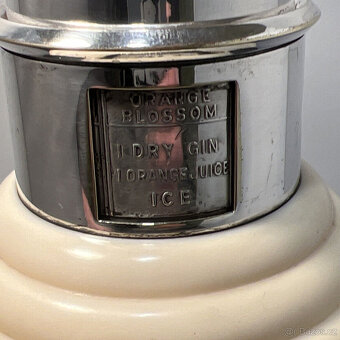 ORANGE
BLOSSOM
1 DRY GIN
1 ORANGE JUICE
ICE